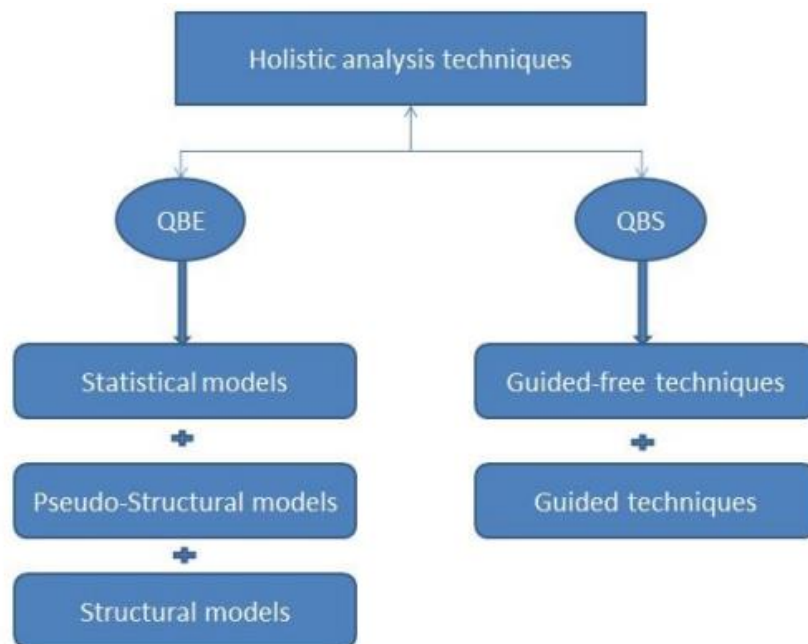 Holistic analysis techniques
QBE
QBS
Statistical models
Guided-free techniques
Pseudo-Structural models
Guided techniques
Structural models